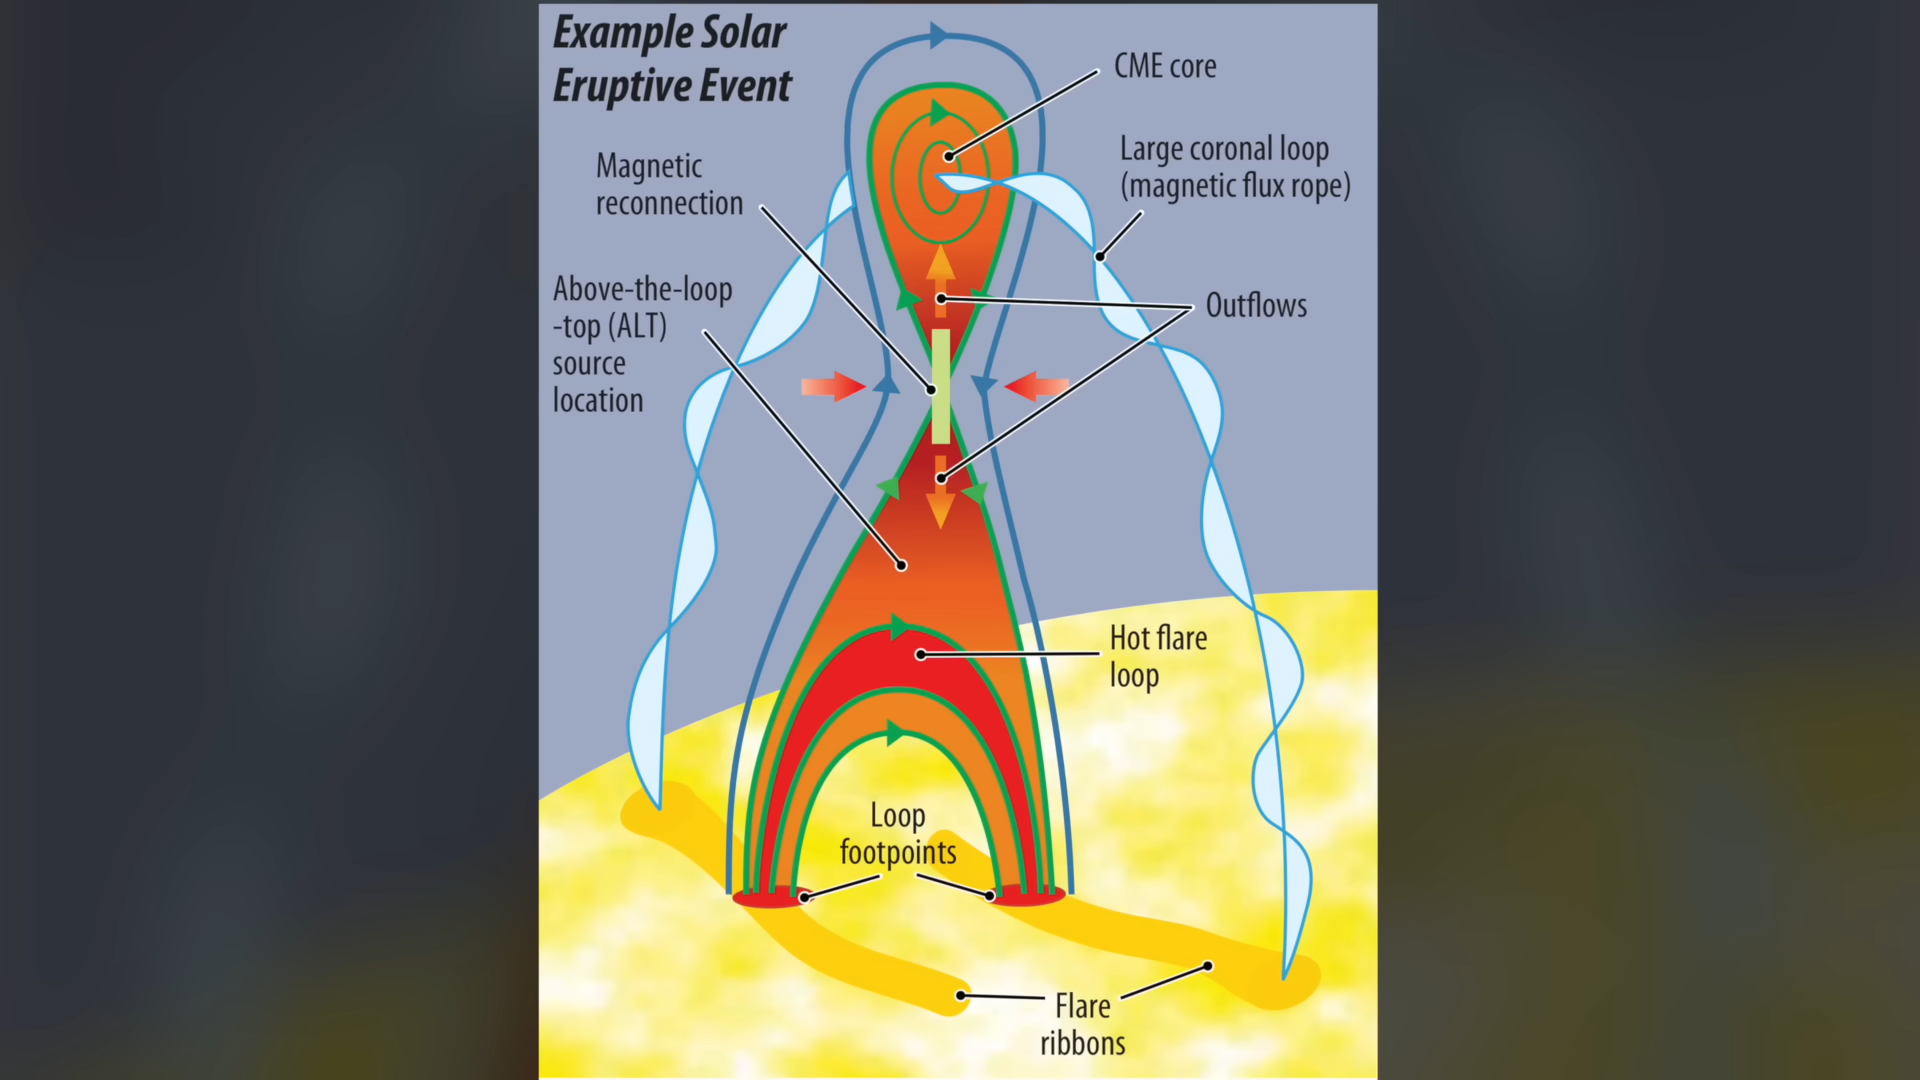 Example Solar
Eruptive Event
CME core
Large coronal loop
(magnetic flux rope)
Magnetic
reconnection
Above-the-loop
-top (ALT)
source
location
Outflows
Hot flare
loop
Loop
footpoints
Flare
ribbons